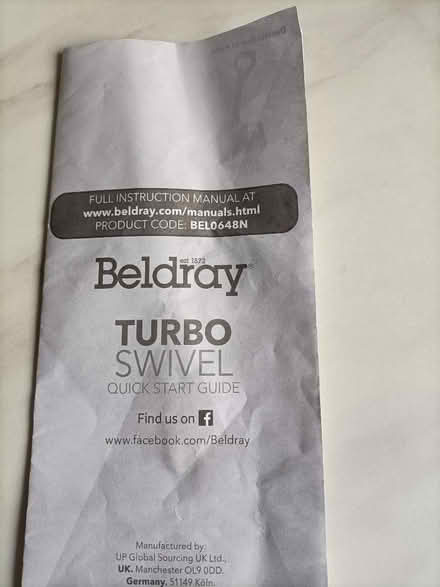 FULL INSTRUCTION MANUAL AT
www.beldray.com/manuals.html
PRODUCT CODE: BEL0648N
est 1872
Beldray
TURBO
SWIVEL
QUICK START GUIDE
Find us on f
www.facebook.com/Beldray
Manufactured by:
UP Global Sourcing UK Ltd.,
UK. Manchester OL9 0DD.
Germany. 51149 Köln.